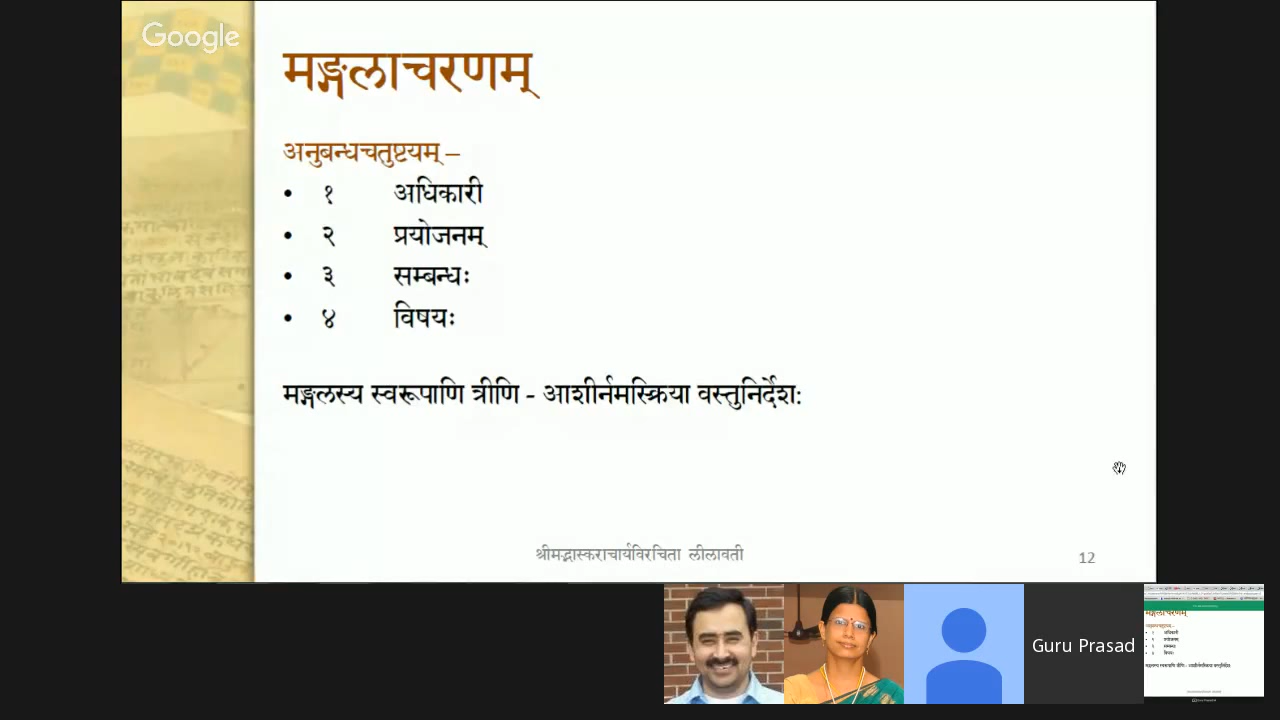 Google
मङ्गलाचरणम्
अनुबन्धचतुष्टयम् –
• १ अधिकारी
• २ प्रयोजनम्
• ३ सम्बन्धः
• ४ विषयः
मङ्गलस्य स्वरूपाणि त्रीणि - आशीर्नमस्क्रिया वस्तुनिर्देशः
श्रीमद्भास्कराचार्यविरचिता लीलावती
12
Guru Prasad